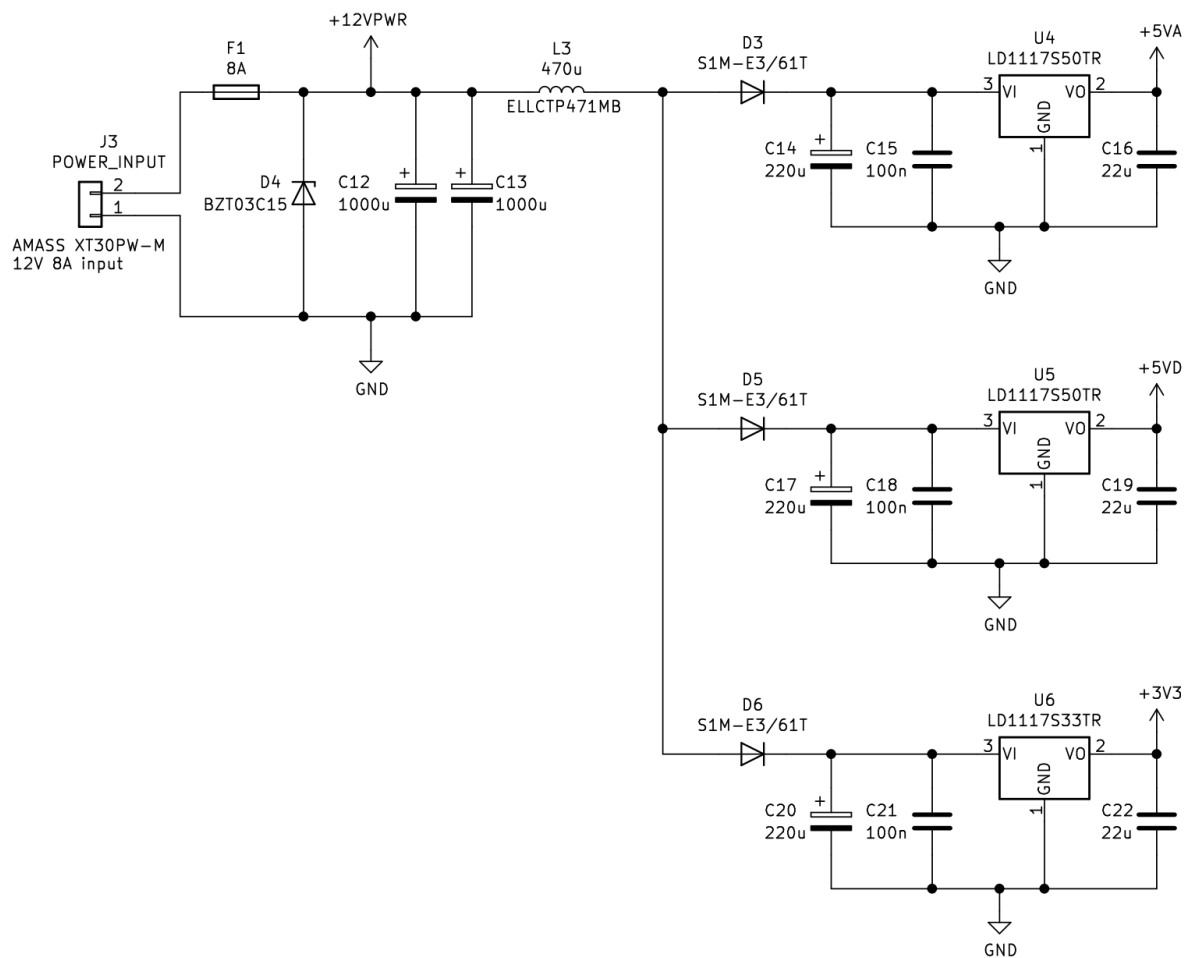 +12VPWR
F1
8A
L3
470u
ELLCTP471MB
J3
POWER_INPUT
2
1
AMASS XT30PW-M
12V 8A input
D4
BZT03C15
C12
1000u
C13
1000u
GND
D3
S1M-E3/61T
U4
LD1117S50TR
+5VA
3
VI
VO
2
GND
1
C14
220u
C15
100n
C16
22u
GND
D5
S1M-E3/61T
U5
LD1117S50TR
+5VD
3
VI
VO
2
GND
1
C17
220u
C18
100n
C19
22u
GND
D6
S1M-E3/61T
U6
LD1117S33TR
+3V3
3
VI
VO
2
GND
1
C20
220u
C21
100n
C22
22u
GND